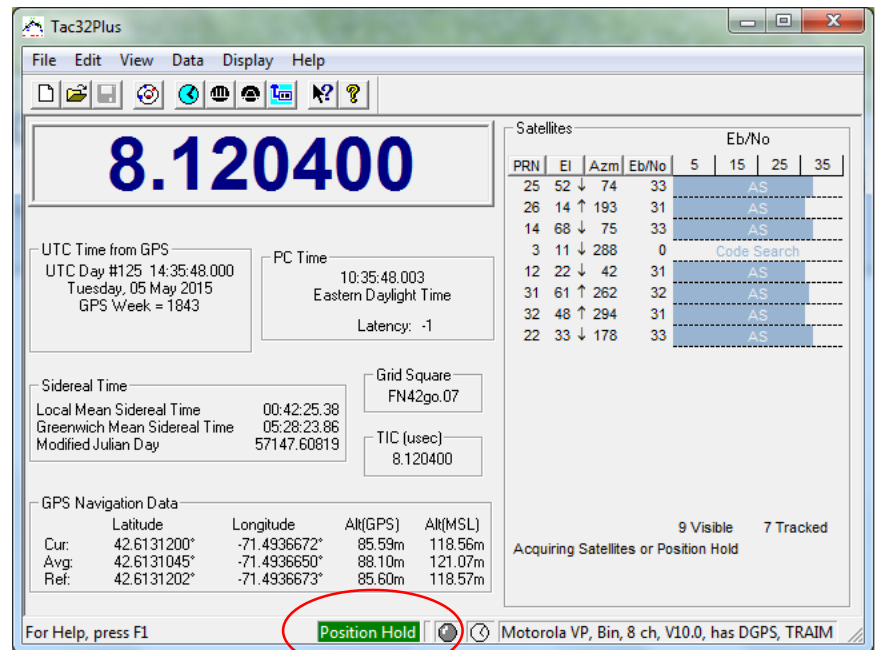 Tac32Plus
File Edit View Data Display Help
8.120400
UTC Time from GPS
UTC Day #125 14:35:48.000
Tuesday, 05 May 2015
GPS Week = 1843
PC Time
10:35:48.003
Eastern Daylight Time
Latency: -1
Sidereal Time
Local Mean Sidereal Time 00:42:25.38
Greenwich Mean Sidereal Time 05:28:23.86
Modified Julian Day 57147.60819
Grid Square
FN42go.07
TIC (usec)
8.120400
GPS Navigation Data
Latitude Longitude Alt(GPS) Alt(MSL)
Cur: 42.6131200° -71.4936672° 85.59m 118.56m
Avg: 42.6131045° -71.4936650° 88.10m 121.07m
Ref: 42.6131202° -71.4936673° 85.60m 118.57m
Satellites
Eb/No
PRN El Azm Eb/No 5 15 25 35
25 52 ↓ 74 33 AS
26 14 ↑ 193 31 AS
14 68 ↓ 75 33 AS
3 11 ↓ 288 0 Code Search
12 22 ↓ 42 31 AS
31 61 ↑ 262 32 AS
32 48 ↑ 294 31 AS
22 33 ↓ 178 33 AS
9 Visible 7 Tracked
Acquiring Satellites or Position Hold
For Help, press F1 Position Hold Motorola VP, Bin, 8 ch, V10.0, has DGPS, TRAIM